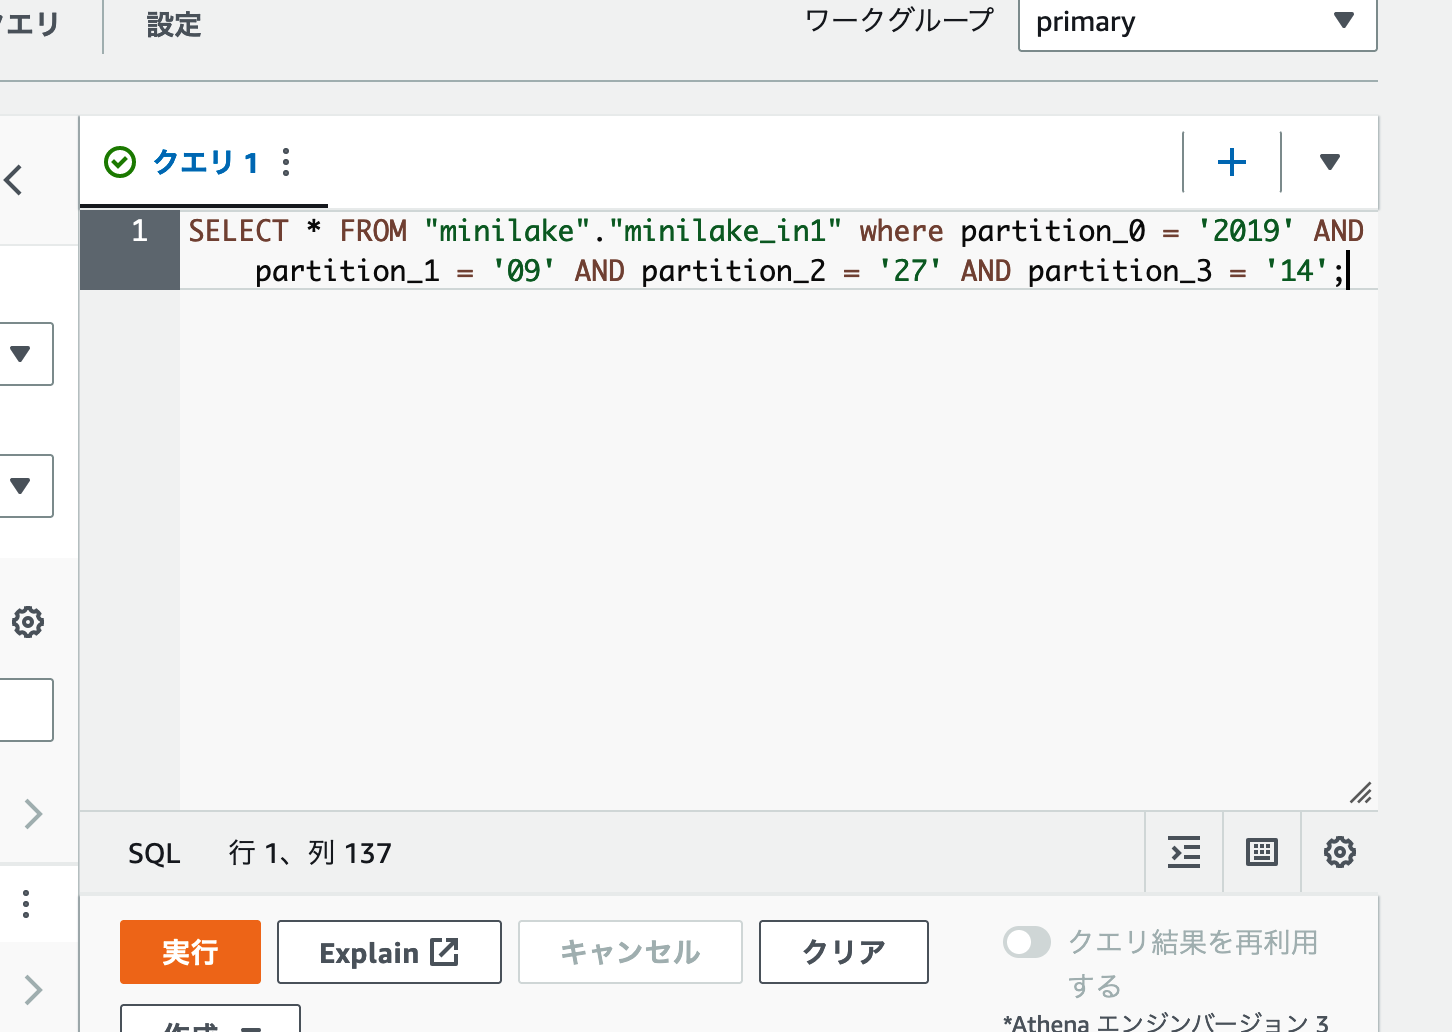 クエリ
設定
ワークグループ
primary
クエリ 1
1
SELECT * FROM "minilake"."minilake_in1" where partition_0 = '2019' AND
partition_1 = '09' AND partition_2 = '27' AND partition_3 = '14';
SQL
行 1、列 137
実行
Explain
キャンセル
クリア
クエリ結果を再利用
する
作成
*Athena エンジンバージョン 3